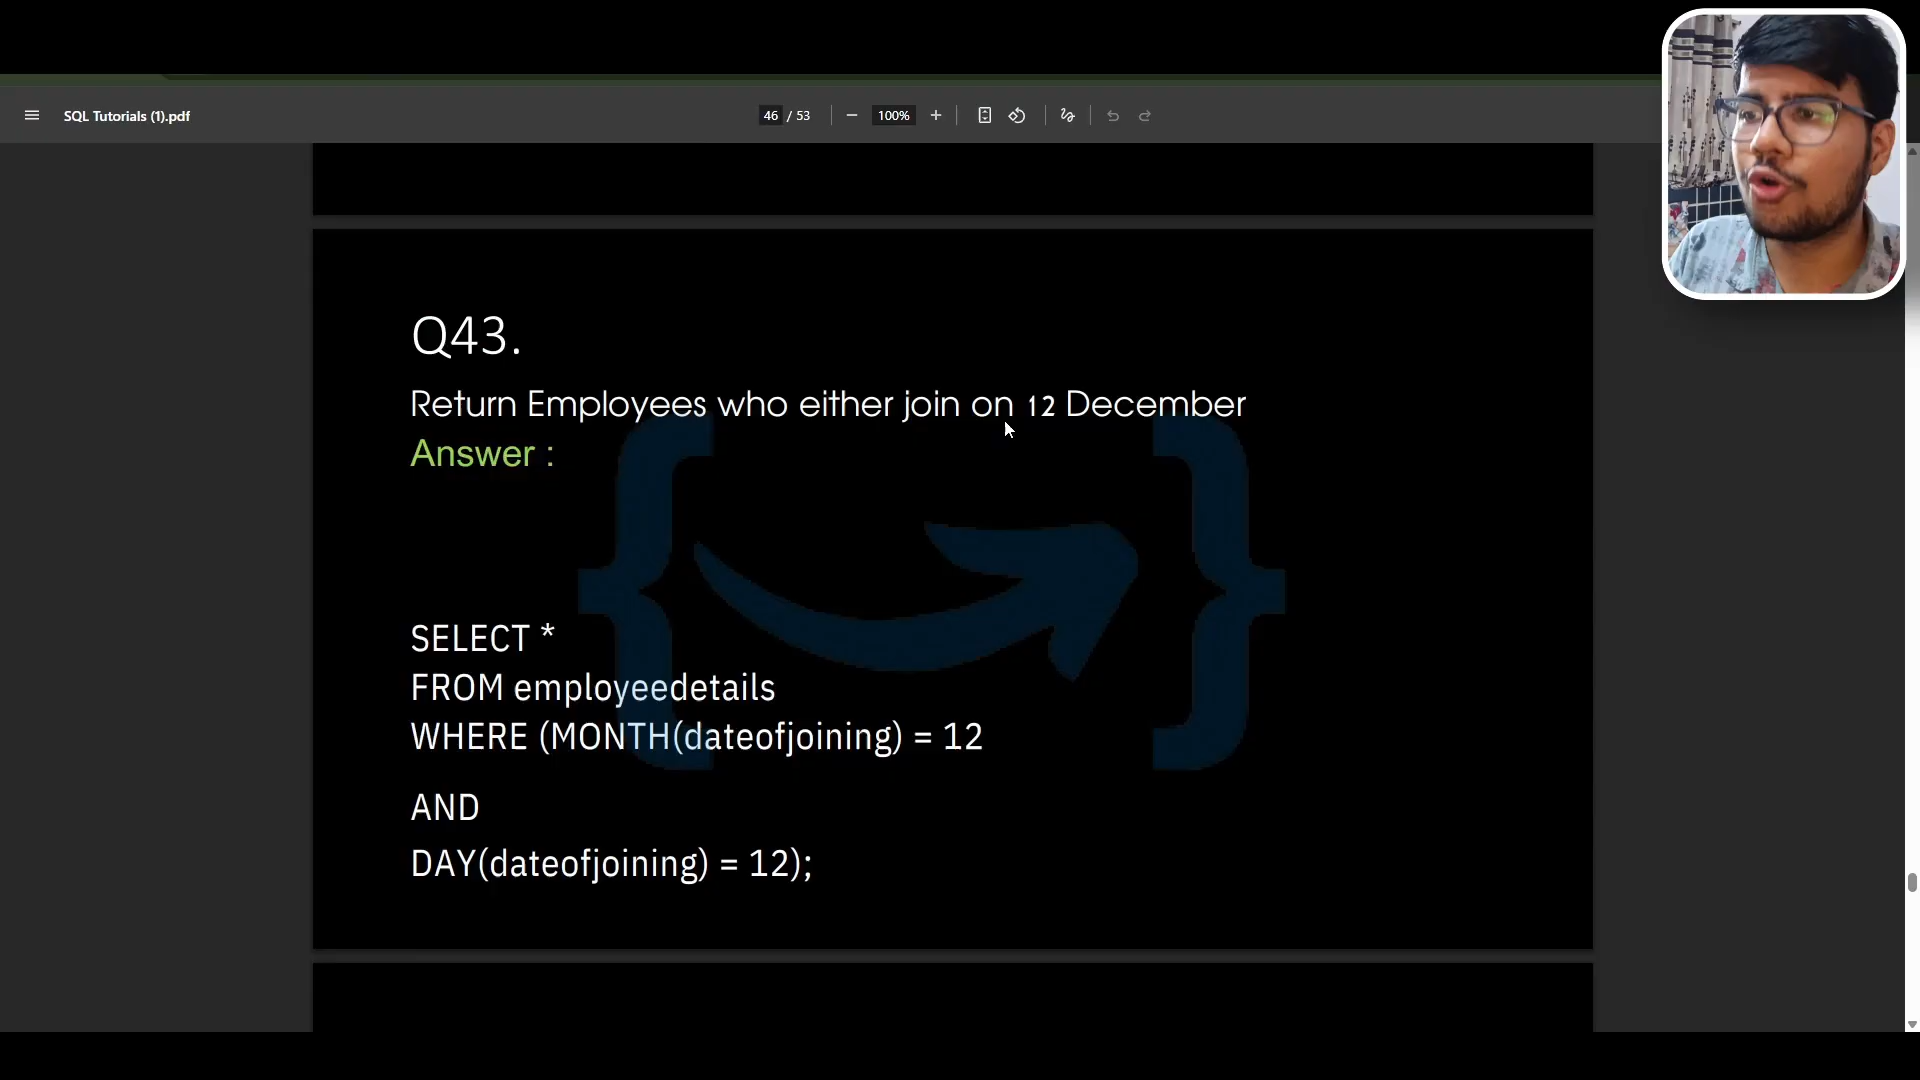 SQL Tutorials (1).pdf
46 / 53
100%
Q43.
Return Employees who either join on 12 December
Answer :
SELECT *
FROM employeedetails
WHERE (MONTH(dateofjoining) = 12
AND
DAY(dateofjoining) = 12);